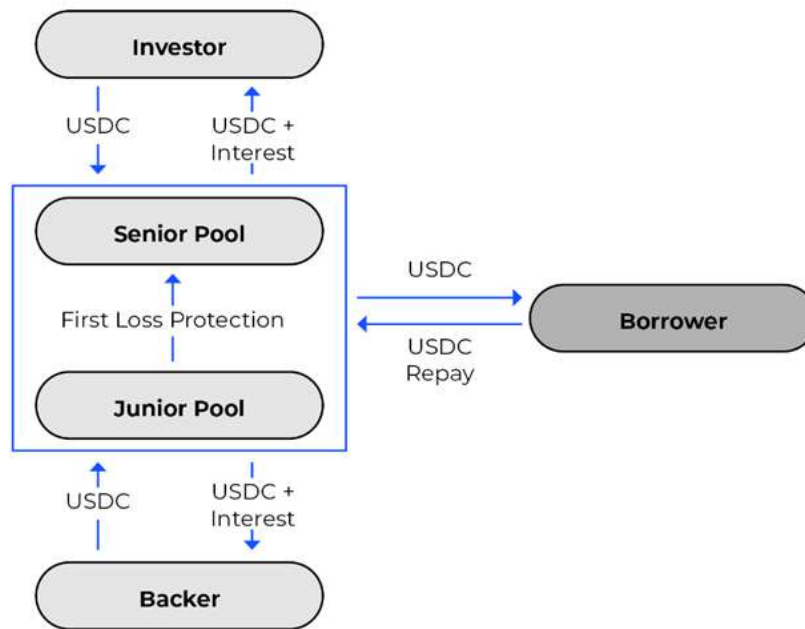 Investor
USDC
USDC +
Interest
Senior Pool
First Loss Protection
Junior Pool
USDC
Borrower
USDC
Repay
USDC
USDC +
Interest
Backer